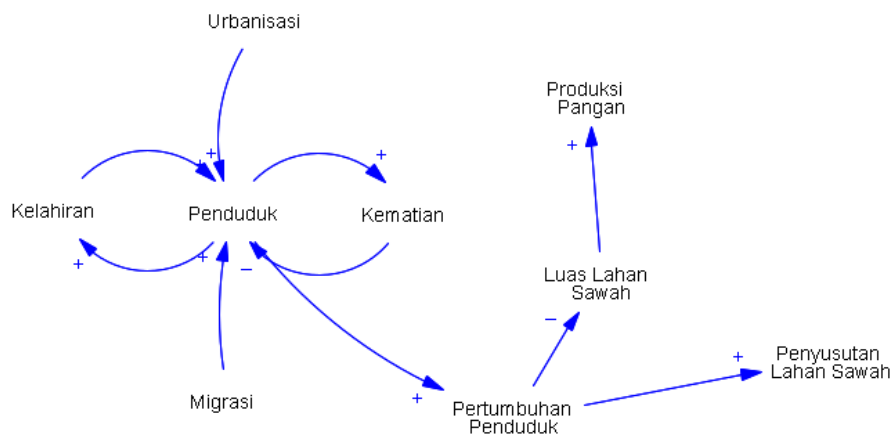 Urbanisasi
Produksi
Pangan
+
+
+
+
Kelahiran
Penduduk
Kematian
+
+
−
Luas Lahan
Sawah
−
+
Penyusutan
Lahan Sawah
Migrasi
+
Pertumbuhan
Penduduk